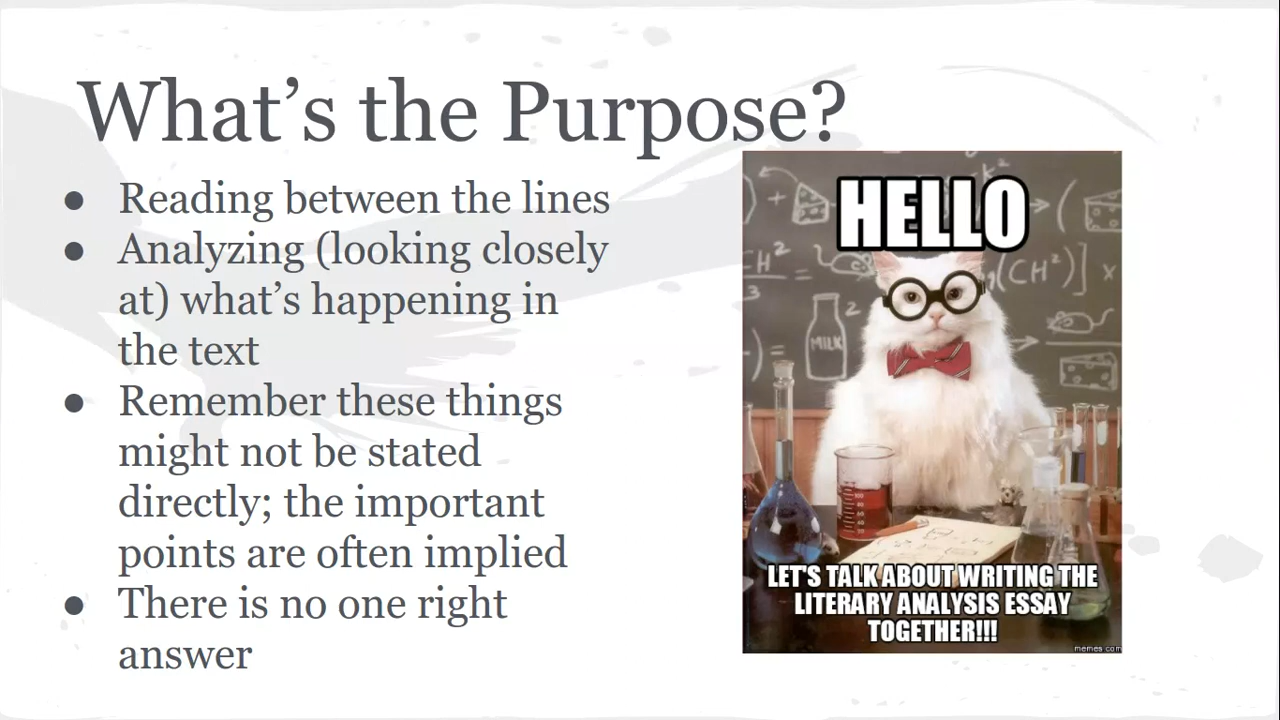 What’s the Purpose?
● Reading between the lines
● Analyzing (looking closely
at) what’s happening in
the text
● Remember these things
might not be stated
directly; the important
points are often implied
● There is no one right
answer
HELLO
MILK
LET'S TALK ABOUT WRITING THE
LITERARY ANALYSIS ESSAY
TOGETHER!!!
memes.com